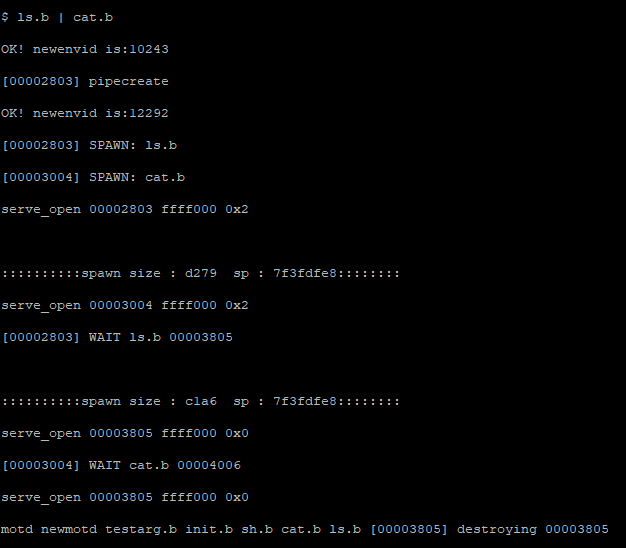 $ ls.b | cat.b
OK! newenvid is:10243
[00002803] pipecreate
OK! newenvid is:12292
[00002803] SPAWN: ls.b
[00003004] SPAWN: cat.b
serve_open 00002803 ffff000 0x2
::::::::::spawn size : d279  sp : 7f3fdfe8::::::::
serve_open 00003004 ffff000 0x2
[00002803] WAIT ls.b 00003805
::::::::::spawn size : c1a6  sp : 7f3fdfe8::::::::
serve_open 00003805 ffff000 0x0
[00003004] WAIT cat.b 00004006
serve_open 00003805 ffff000 0x0
motd newmotd testarg.b init.b sh.b cat.b ls.b [00003805] destroying 00003805